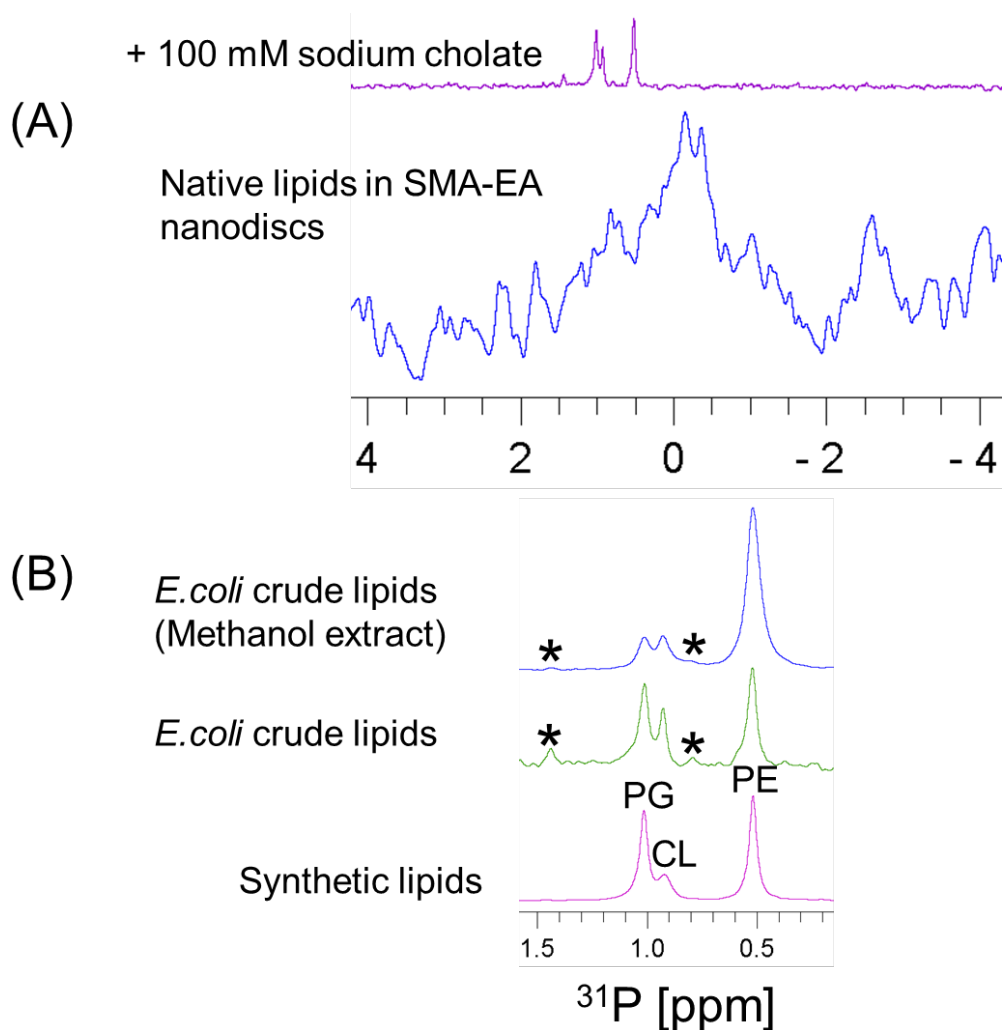 + 100 mM sodium cholate
(A)
Native lipids in SMA-EA
nanodiscs
4 2 0 - 2 - 4
(B)
E.coli crude lipids
(Methanol extract)
* *
E.coli crude lipids
* *
PG PE
CL
Synthetic lipids
1.5 1.0 0.5
31P [ppm]